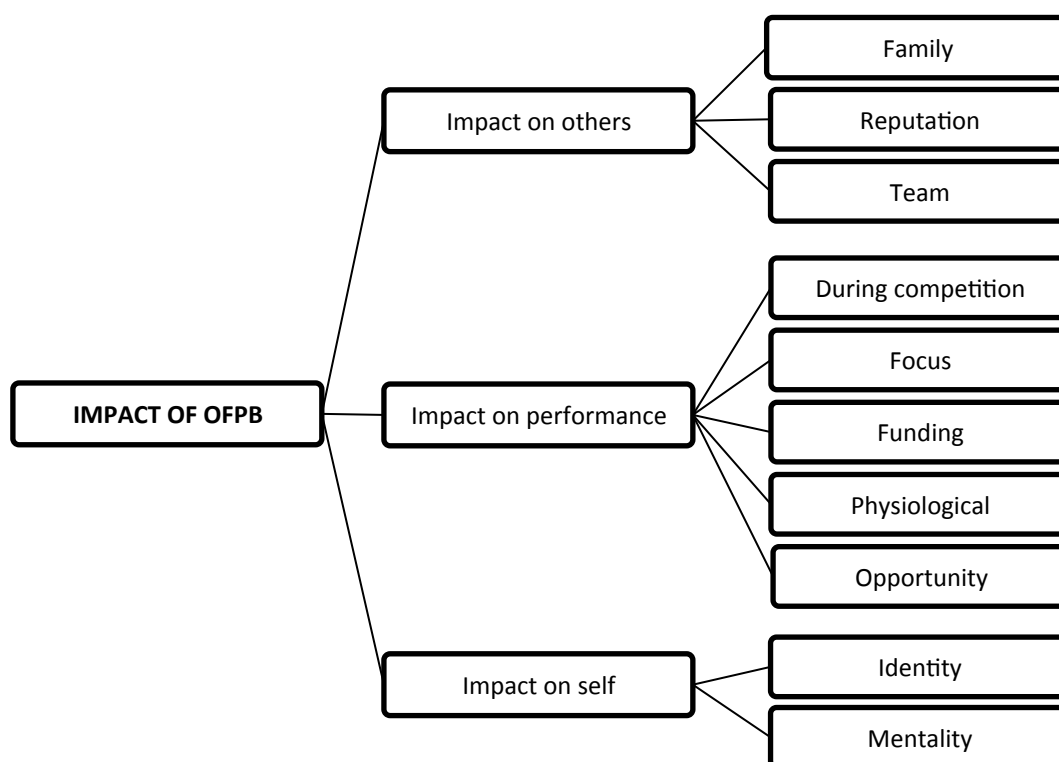 IMPACT OF OFPB
Impact on others
Family
Reputation
Team
Impact on performance
During competition
Focus
Funding
Physiological
Opportunity
Impact on self
Identity
Mentality